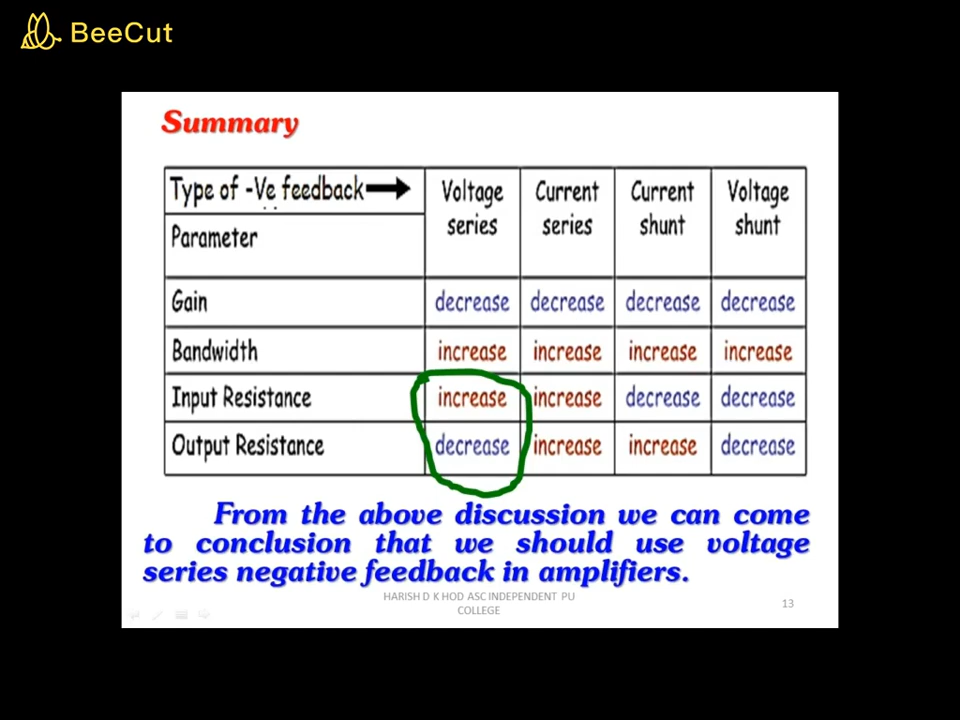 BeeCut
Summary
Type of -Ve feedback Voltage series Current series Current shunt Voltage shunt
Parameter
Gain decrease decrease decrease decrease
Bandwidth increase increase increase increase
Input Resistance increase increase decrease decrease
Output Resistance decrease increase increase decrease
From the above discussion we can come
to conclusion that we should use voltage
series negative feedback in amplifiers.
HARISH D K HOD ASC INDEPENDENT PU
COLLEGE
13